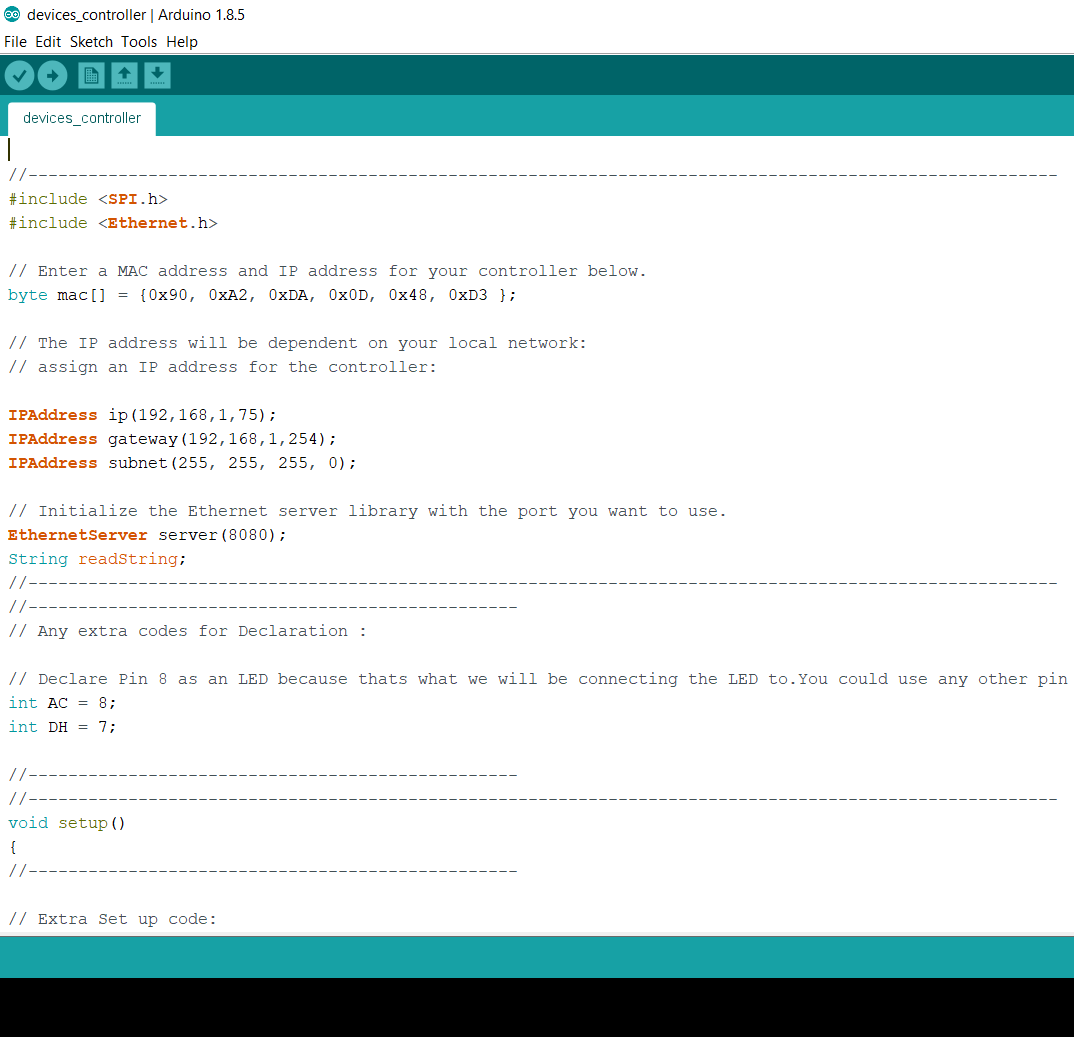 devices_controller | Arduino 1.8.5
File Edit Sketch Tools Help
devices_controller
//-------------------------------------------------------------------------------------------------------
#include <SPI.h>
#include <Ethernet.h>
// Enter a MAC address and IP address for your controller below.
byte mac[] = {0x90, 0xA2, 0xDA, 0x0D, 0x48, 0xD3 };
// The IP address will be dependent on your local network:
// assign an IP address for the controller:
IPAddress ip(192,168,1,75);
IPAddress gateway(192,168,1,254);
IPAddress subnet(255, 255, 255, 0);
// Initialize the Ethernet server library with the port you want to use.
EthernetServer server(8080);
String readString;
//-------------------------------------------------------------------------------------------------------
//-------------------------------------------------
// Any extra codes for Declaration :
// Declare Pin 8 as an LED because thats what we will be connecting the LED to.You could use any other pin
int AC = 8;
int DH = 7;
//-------------------------------------------------
//-------------------------------------------------------------------------------------------------------
void setup()
{
//-------------------------------------------------
// Extra Set up code: